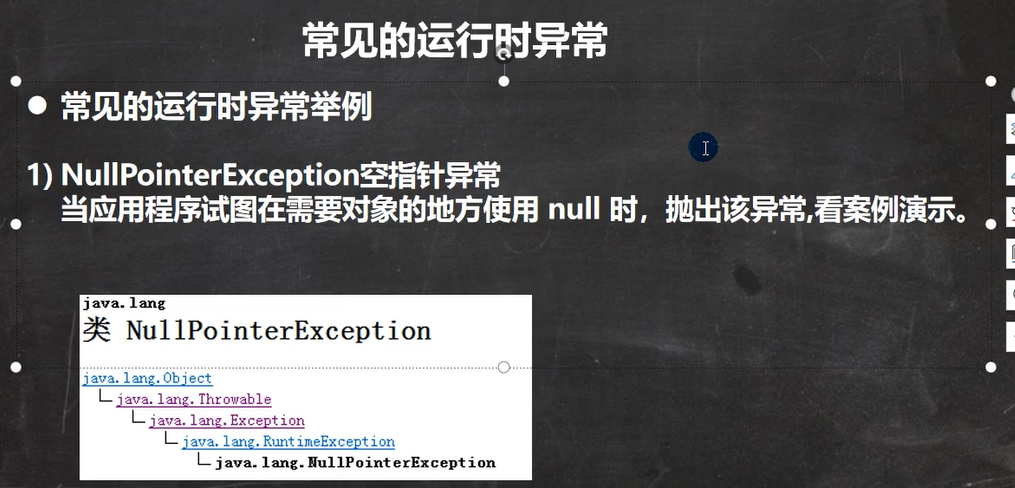 常见的运行时异常
● 常见的运行时异常举例
1) NullPointerException空指针异常
当应用程序试图在需要对象的地方使用 null 时，抛出该异常,看案例演示。
java.lang
类 NullPointerException
java.lang.Object
java.lang.Throwable
java.lang.Exception
java.lang.RuntimeException
java.lang.NullPointerException